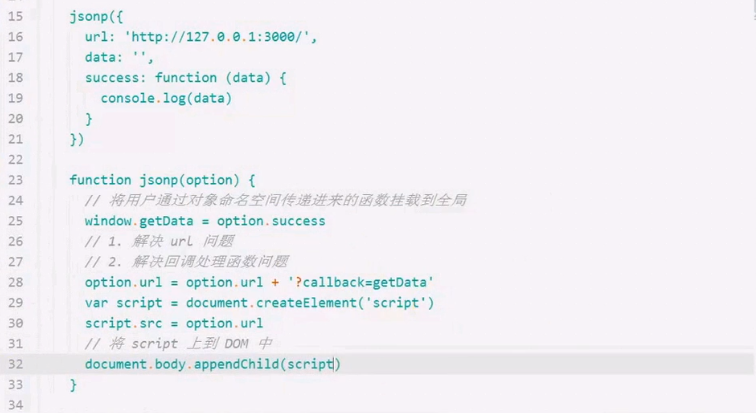 15 jsonp({
16 url: 'http://127.0.0.1:3000/',
17 data: '',
18 success: function (data) {
19 console.log(data)
20 }
21 })
22
23 function jsonp(option) {
24 // 将用户通过对象命名空间传递进来的函数挂载到全局
25 window.getData = option.success
26 // 1. 解决 url 问题
27 // 2. 解决回调处理函数问题
28 option.url = option.url + '?callback=getData'
29 var script = document.createElement('script')
30 script.src = option.url
31 // 将 script 上到 DOM 中
32 document.body.appendChild(script)
33 }
34